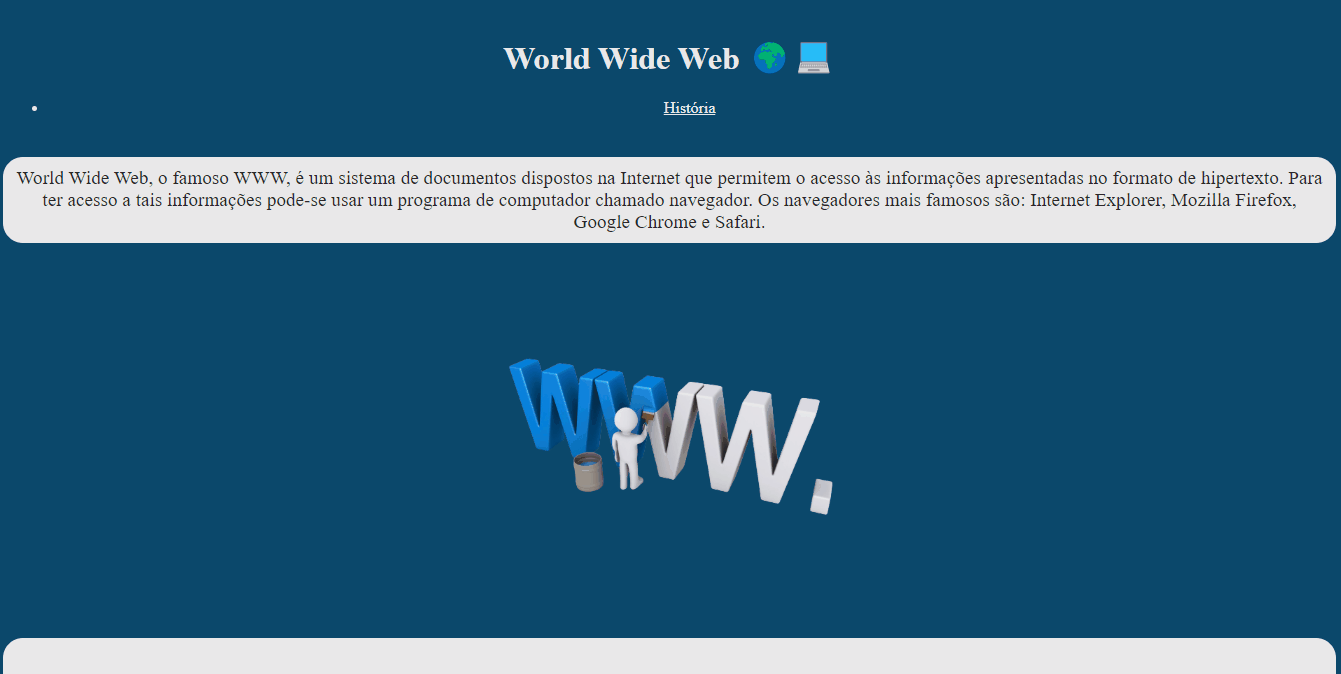 World Wide Web 🌍 💻
• História
World Wide Web, o famoso WWW, é um sistema de documentos dispostos na Internet que permitem o acesso às informações apresentadas no formato de hipertexto. Para
ter acesso a tais informações pode-se usar um programa de computador chamado navegador. Os navegadores mais famosos são: Internet Explorer, Mozilla Firefox,
Google Chrome e Safari.
WWW.